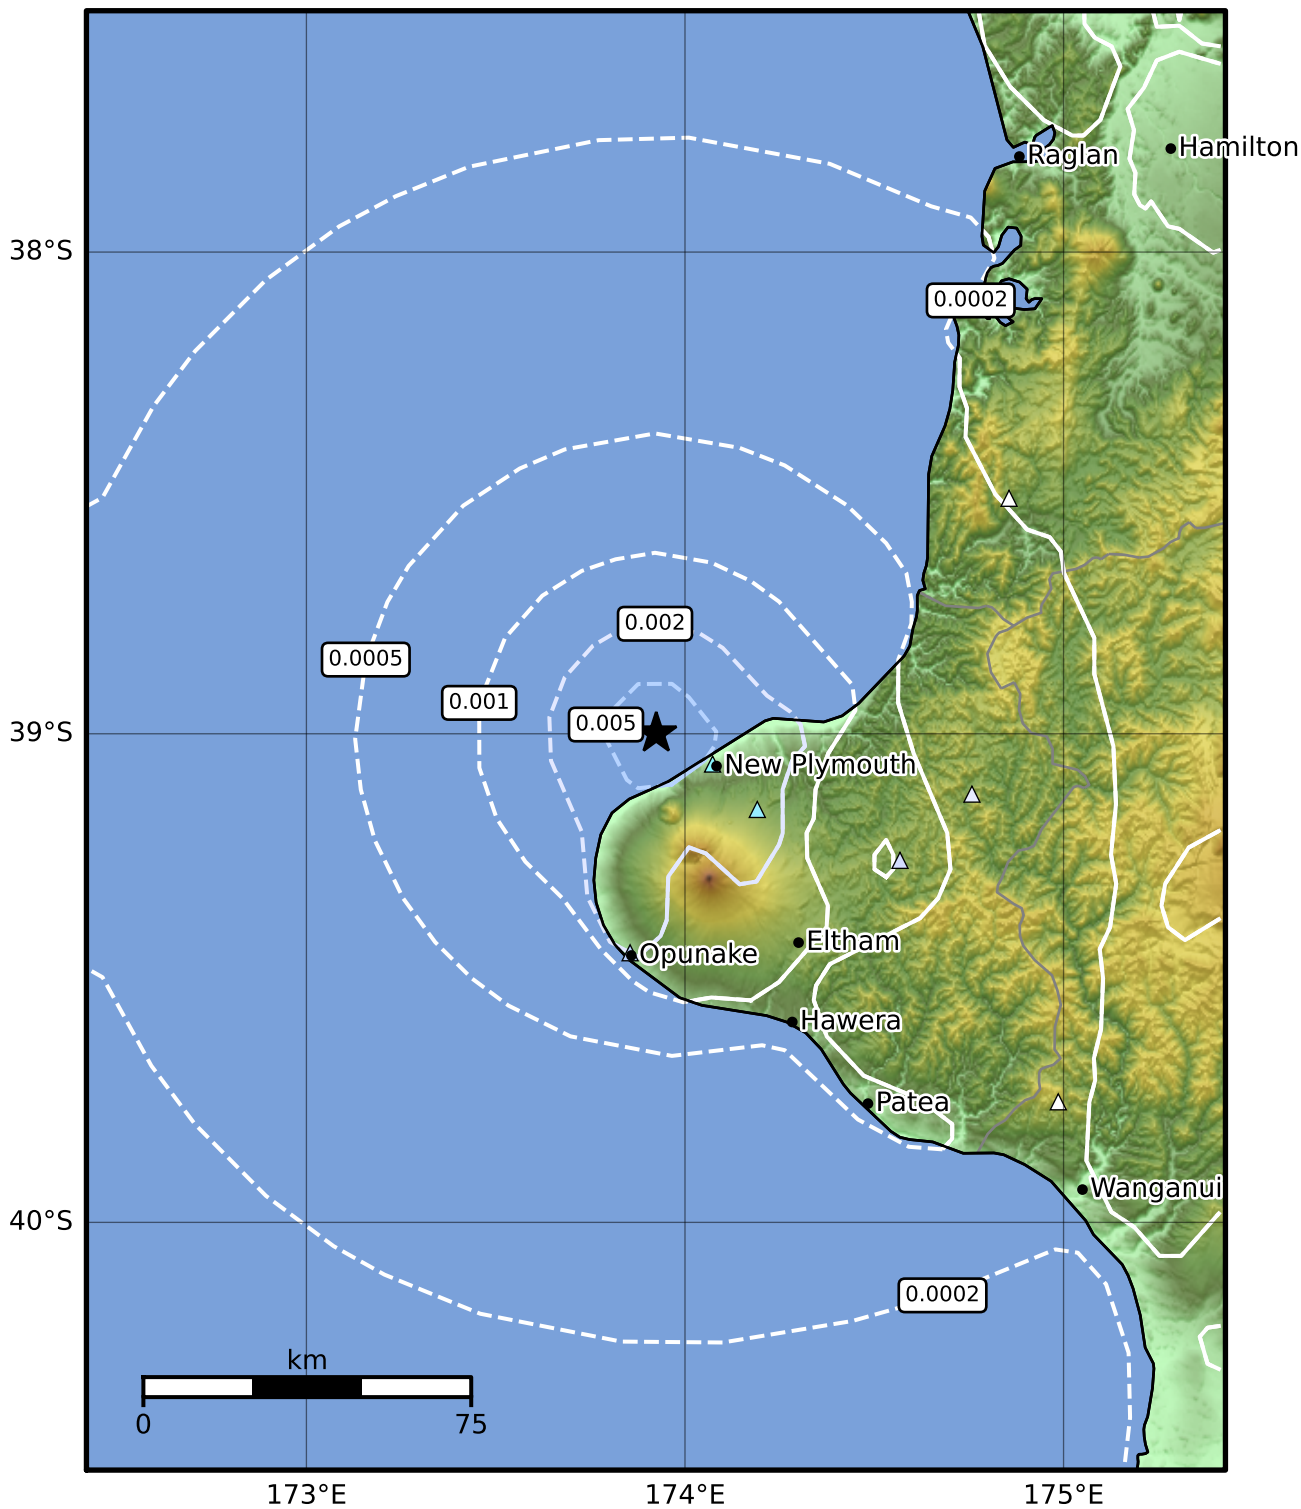 Raglan
Hamilton
38°S
0.0002
0.002
0.0005
0.001
0.005
39°S
New Plymouth
Eltham
Opunake
Hawera
Patea
Wanganui
40°S
0.0002
km
0
75
173°E
174°E
175°E